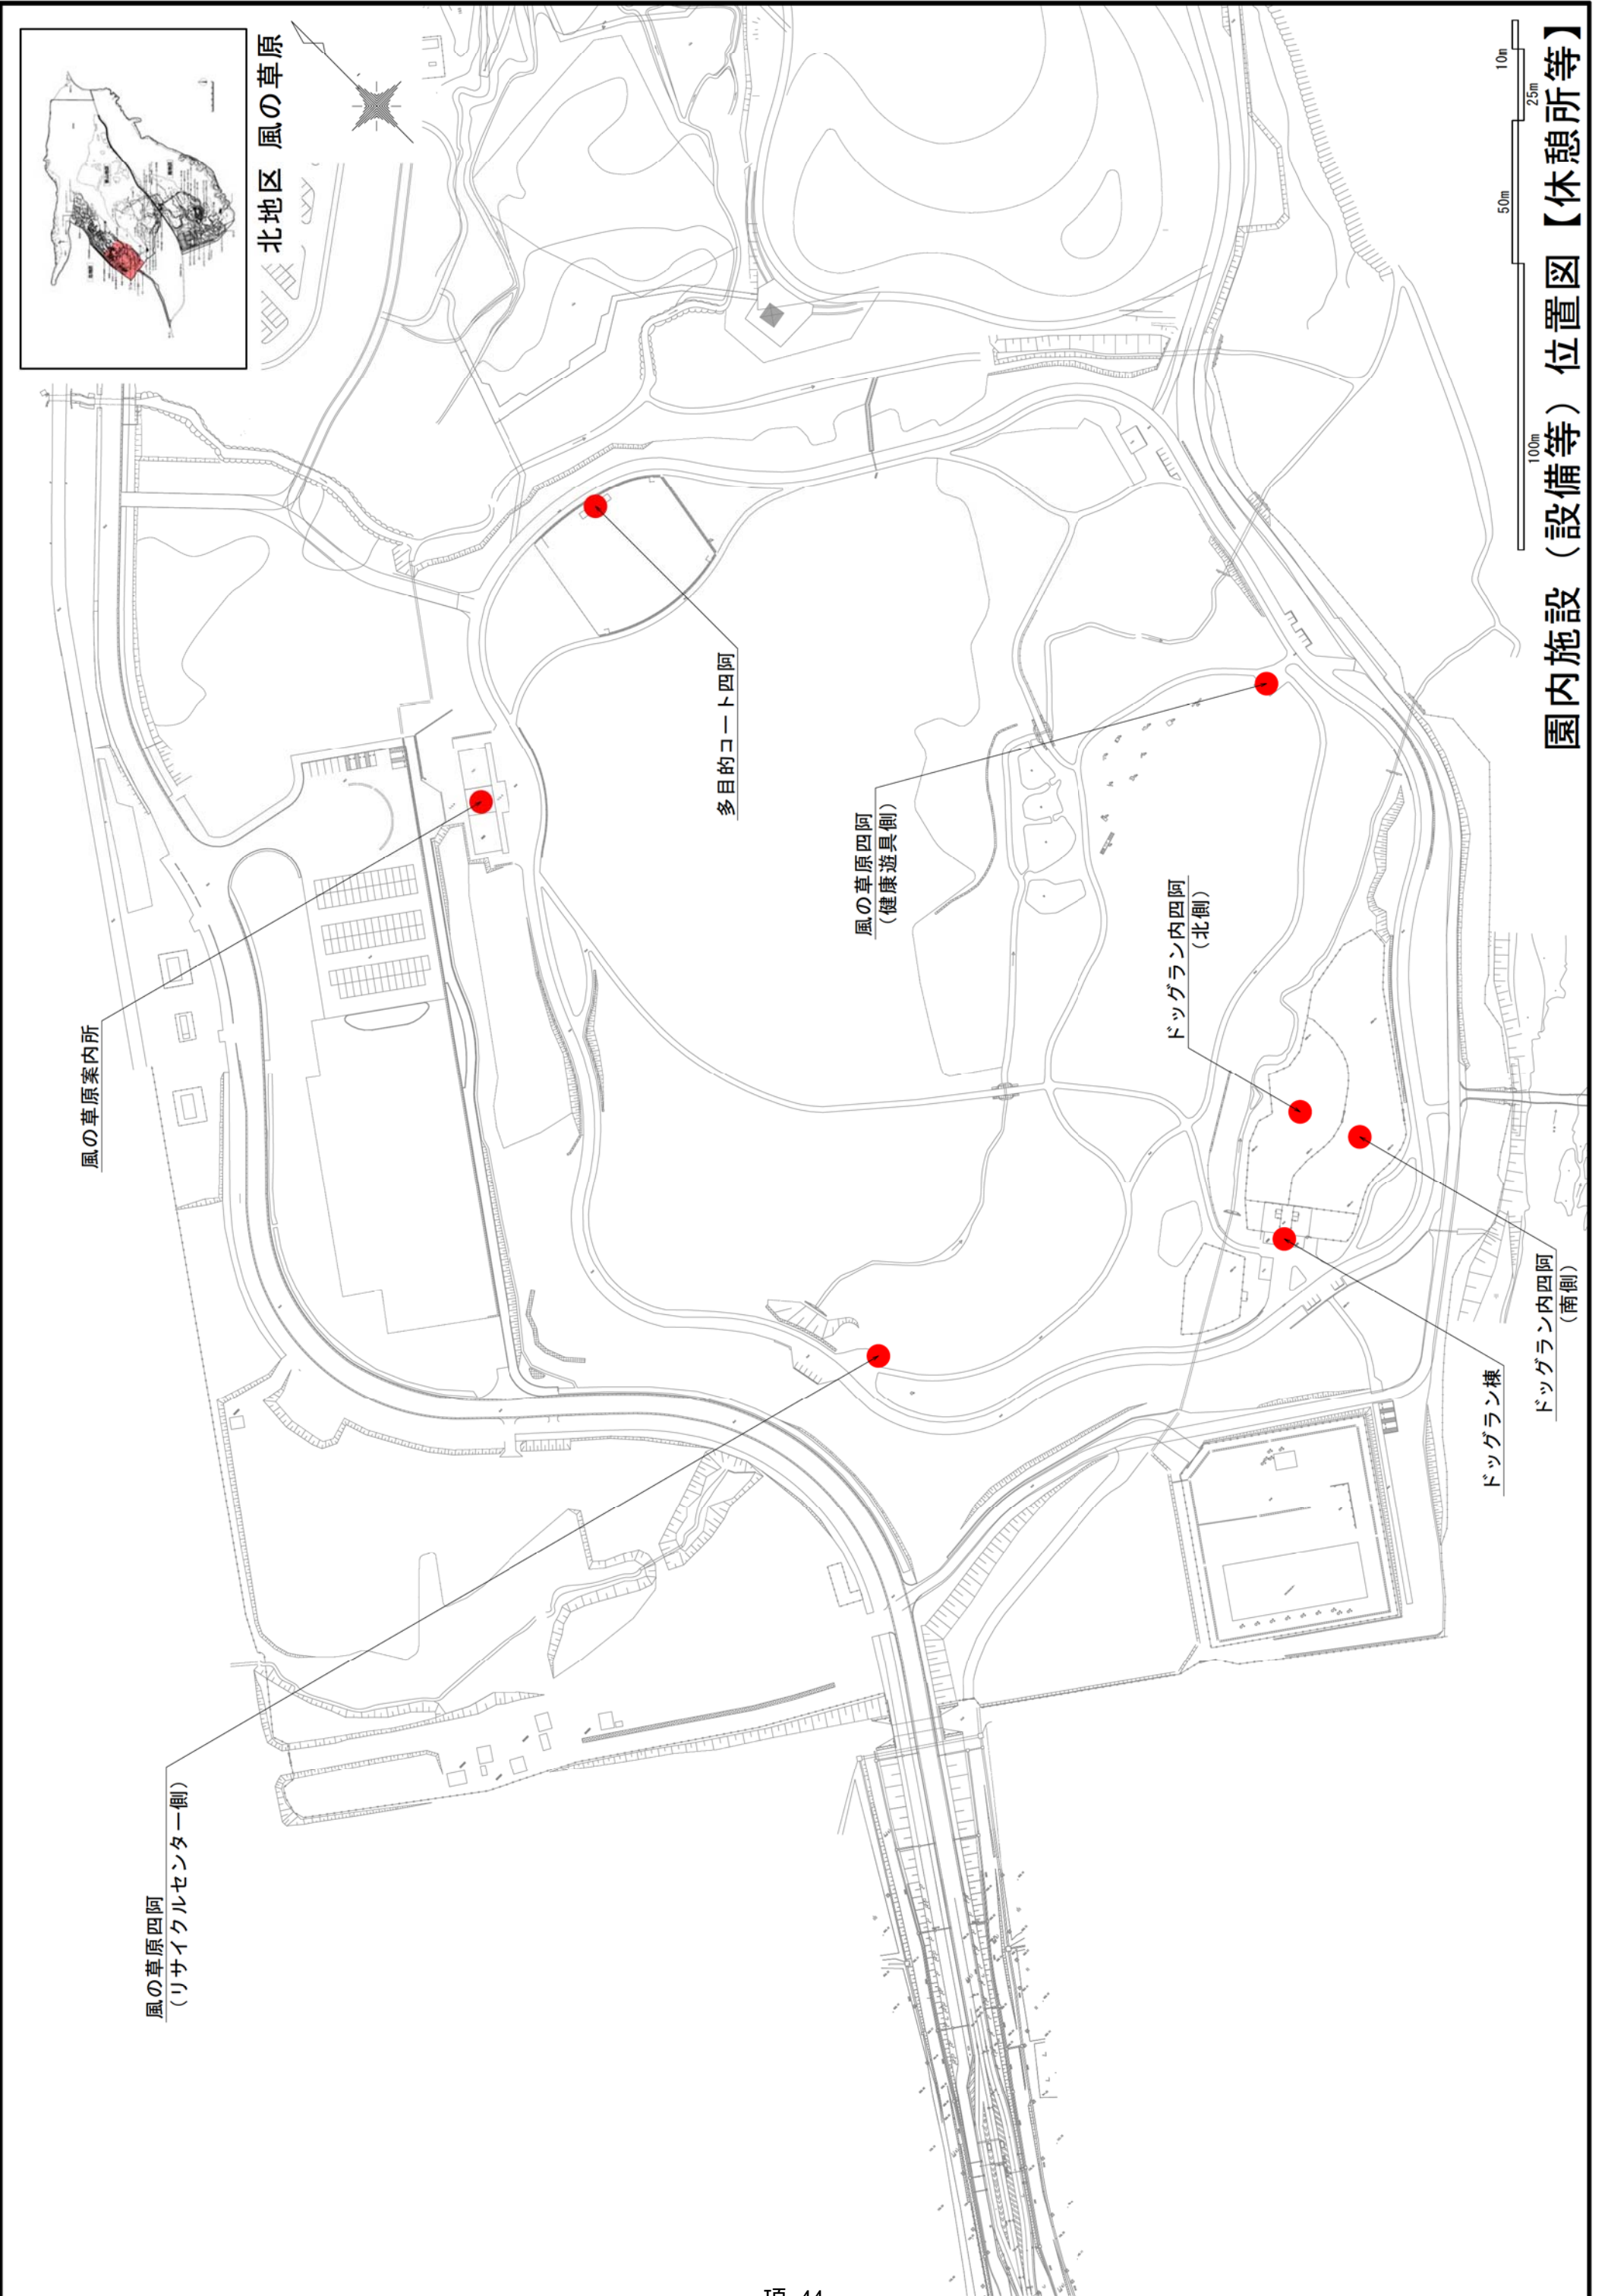 北地区 風の草原
風の草原案内所
多目的コート四阿
風の草原四阿
（健康遊具側）
ドッグラン内四阿
（北側）
ドッグラン内四阿
（南側）
ドッグラン棟
風の草原四阿
（リサイクルセンター側）
10m
25m
50m
100m
園内施設（設備等）位置図【休憩所等】